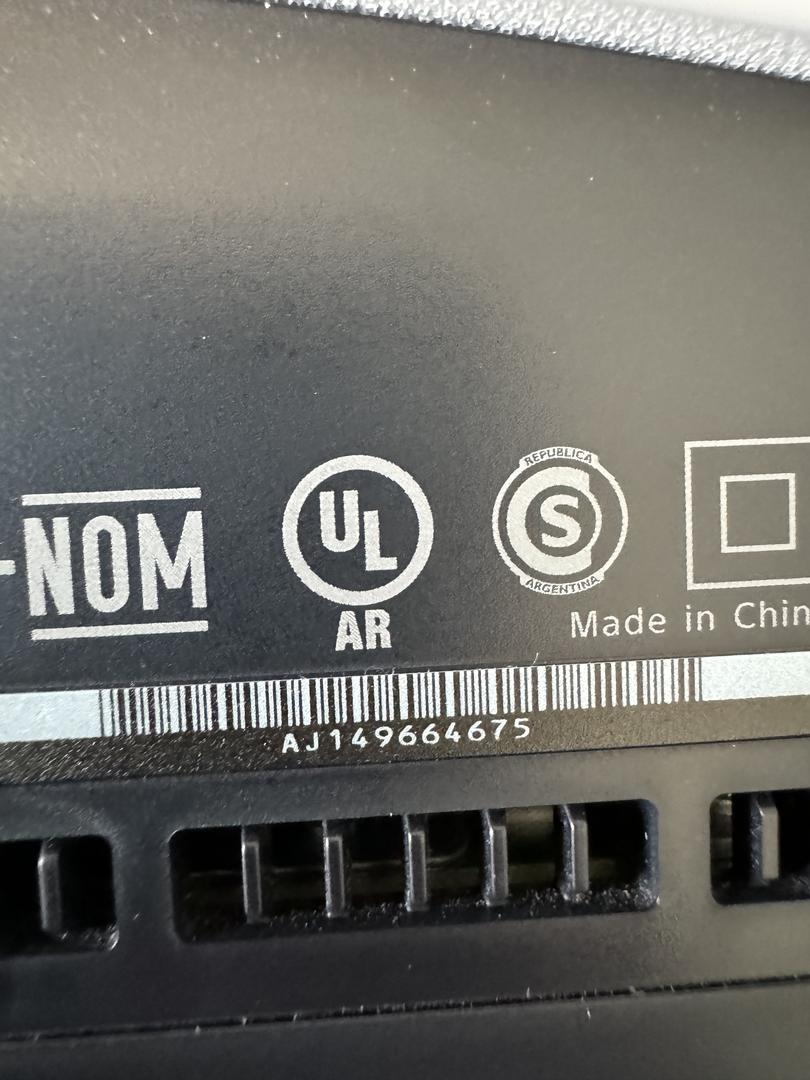 -NOM
UL
AR
REPUBLICA
S
ARGENTINA
Made in Chin
AJ149664675